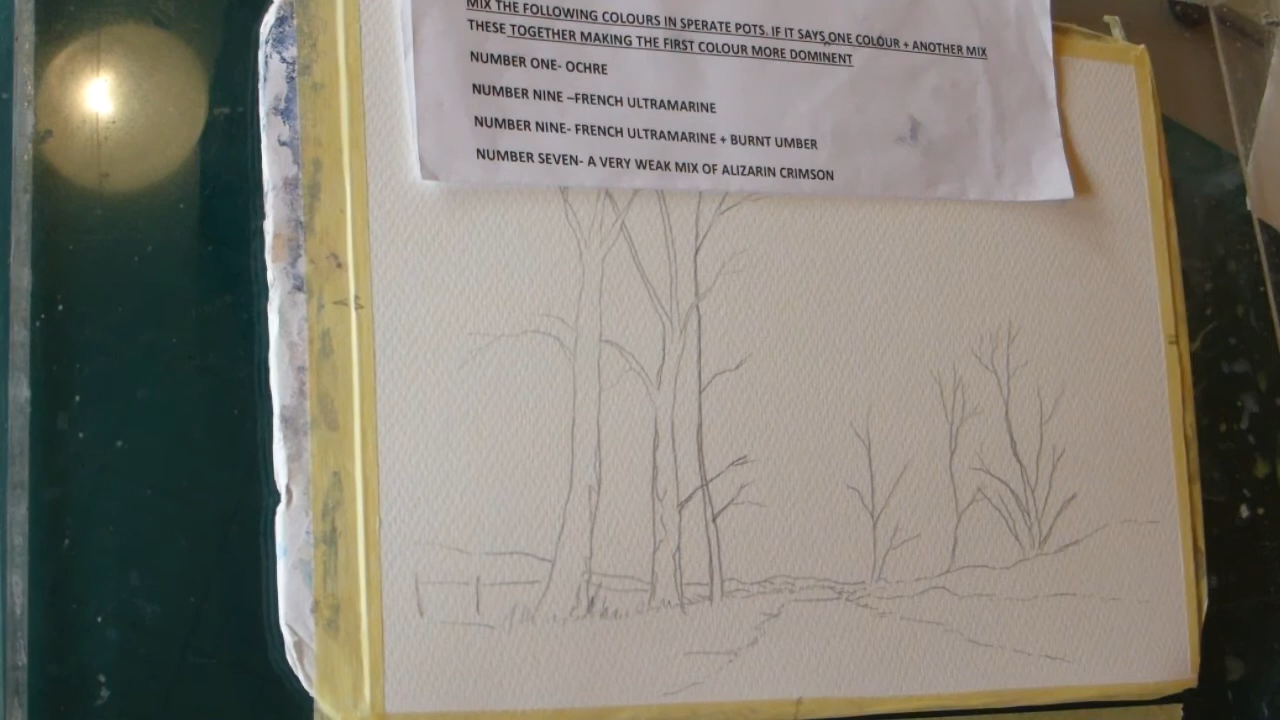 MIX THE FOLLOWING COLOURS IN SPERATE POTS. IF IT SAYS ONE COLOUR + ANOTHER MIX
THESE TOGETHER MAKING THE FIRST COLOUR MORE DOMINENT
NUMBER ONE- OCHRE
NUMBER NINE –FRENCH ULTRAMARINE
NUMBER NINE- FRENCH ULTRAMARINE + BURNT UMBER
NUMBER SEVEN- A VERY WEAK MIX OF ALIZARIN CRIMSON